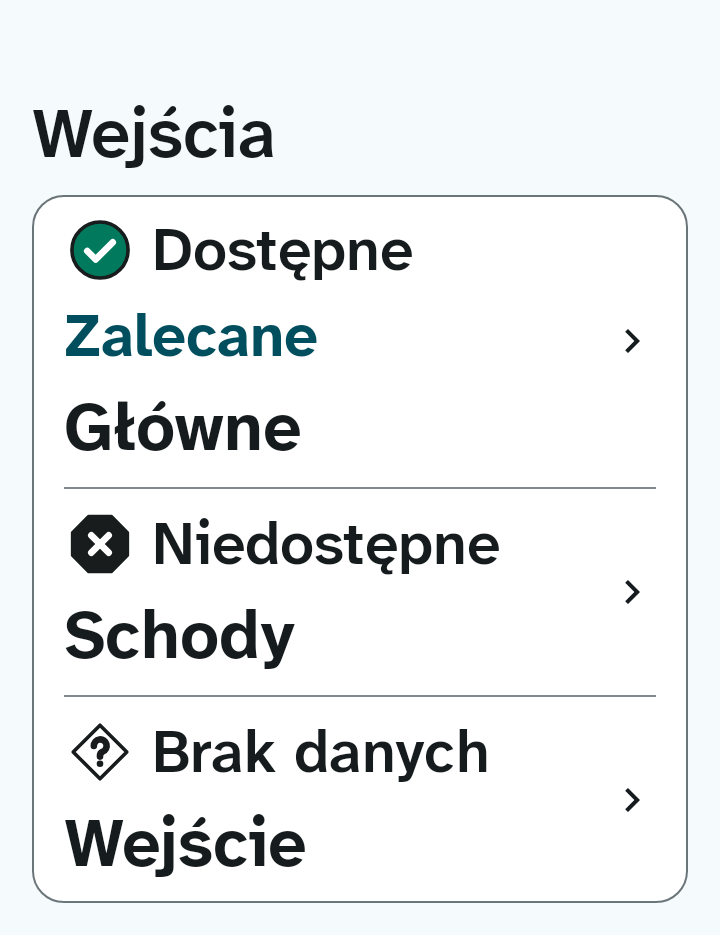 Wejścia
Dostępne
Zalecane
Główne
Niedostępne
Schody
Brak danych
Wejście